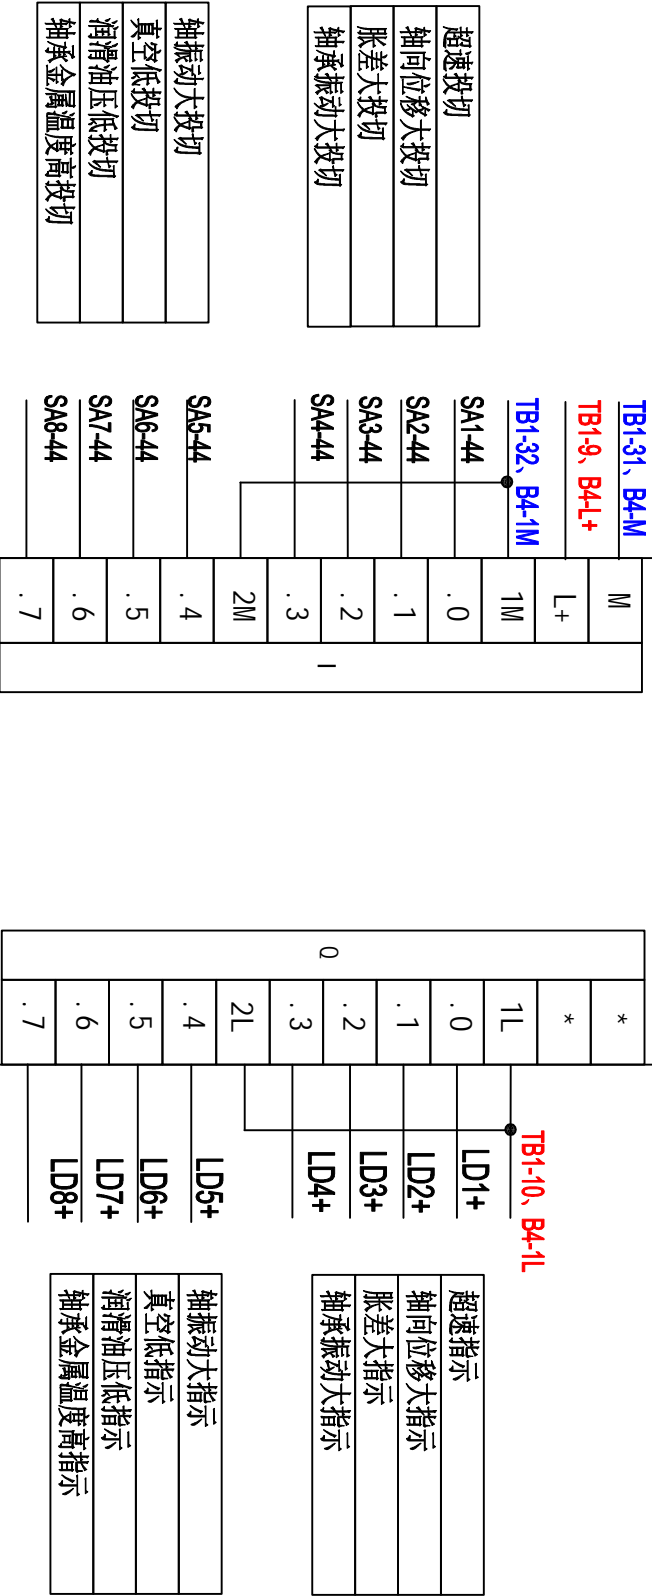 超速投切
轴向位移大投切
胀差大投切
轴承振动大投切
轴振动大投切
真空低投切
润滑油压低投切
轴承金属温度高投切
TB1-31、B4-M
TB1-9、B4-L+
TB1-32、B4-1M
SA1-44
SA2-44
SA3-44
SA4-44
SA5-44
SA6-44
SA7-44
SA8-44
M
L+
1M
.0
.1
.2
.3
2M
.4
.5
.6
.7
I
Q
*
*
1L
.0
.1
.2
.3
2L
.4
.5
.6
.7
TB1-10、B4-1L
LD1+
LD2+
LD3+
LD4+
LD5+
LD6+
LD7+
LD8+
超速指示
轴向位移大指示
胀差大指示
轴承振动大指示
轴振动大指示
真空低指示
润滑油压低指示
轴承金属温度高指示